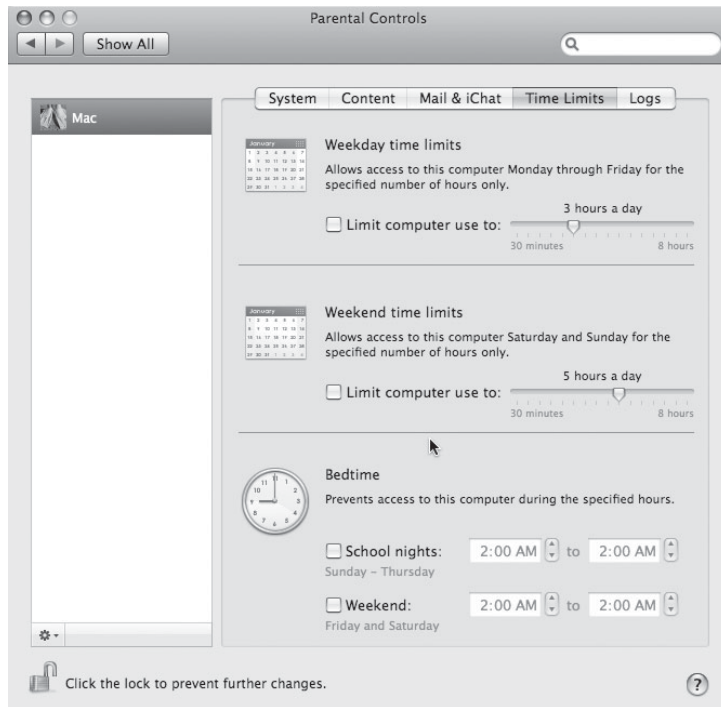 Parental Controls
Show All
Mac
System Content Mail & iChat Time Limits Logs
January
Weekday time limits
Allows access to this computer Monday through Friday for the
specified number of hours only.
Limit computer use to:
3 hours a day
30 minutes 8 hours
January
Weekend time limits
Allows access to this computer Saturday and Sunday for the
specified number of hours only.
Limit computer use to:
5 hours a day
30 minutes 8 hours
Bedtime
Prevents access to this computer during the specified hours.
School nights: 2:00 AM to 2:00 AM
Sunday – Thursday
Weekend: 2:00 AM to 2:00 AM
Friday and Saturday
Click the lock to prevent further changes.
?